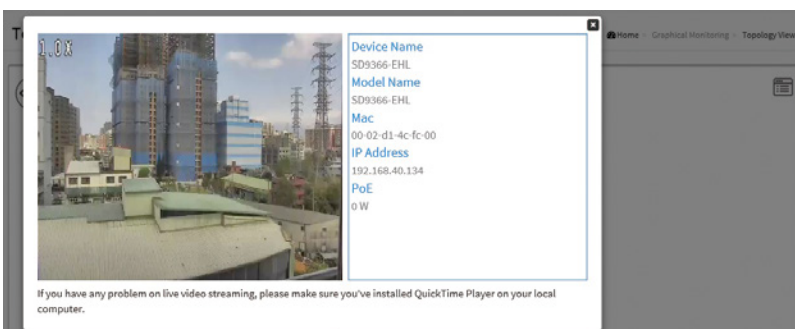 1.0X
Device Name
SD9366-EHL
Model Name
SD9366-EHL
Mac
00-02-d1-4c-fc-00
IP Address
192.168.40.134
PoE
0 W
Home - Graphical Monitoring - Topology View
If you have any problem on live video streaming, please make sure you've installed QuickTime Player on your local
computer.